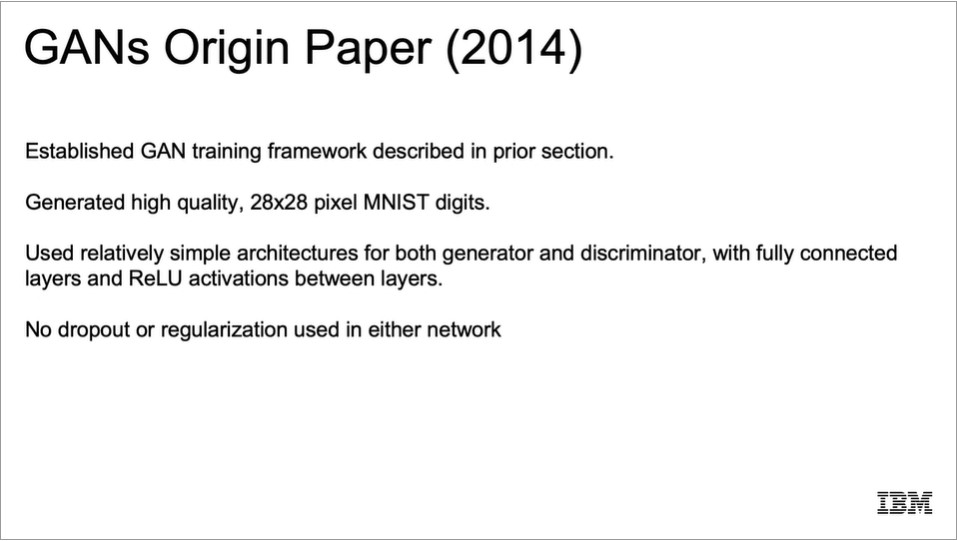 GANs Origin Paper (2014)
Established GAN training framework described in prior section.
Generated high quality, 28x28 pixel MNIST digits.
Used relatively simple architectures for both generator and discriminator, with fully connected
layers and ReLU activations between layers.
No dropout or regularization used in either network
IBM